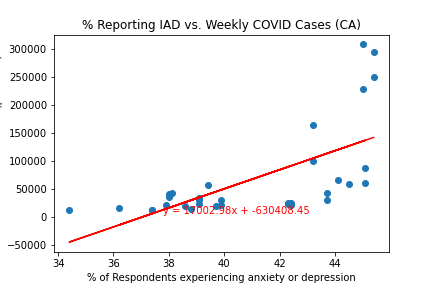 % Reporting IAD vs. Weekly COVID Cases (CA)
300000
250000
200000
150000
100000
50000
0
−50000
y = 17002.98x + -630408.45
34 36 38 40 42 44
% of Respondents experiencing anxiety or depression